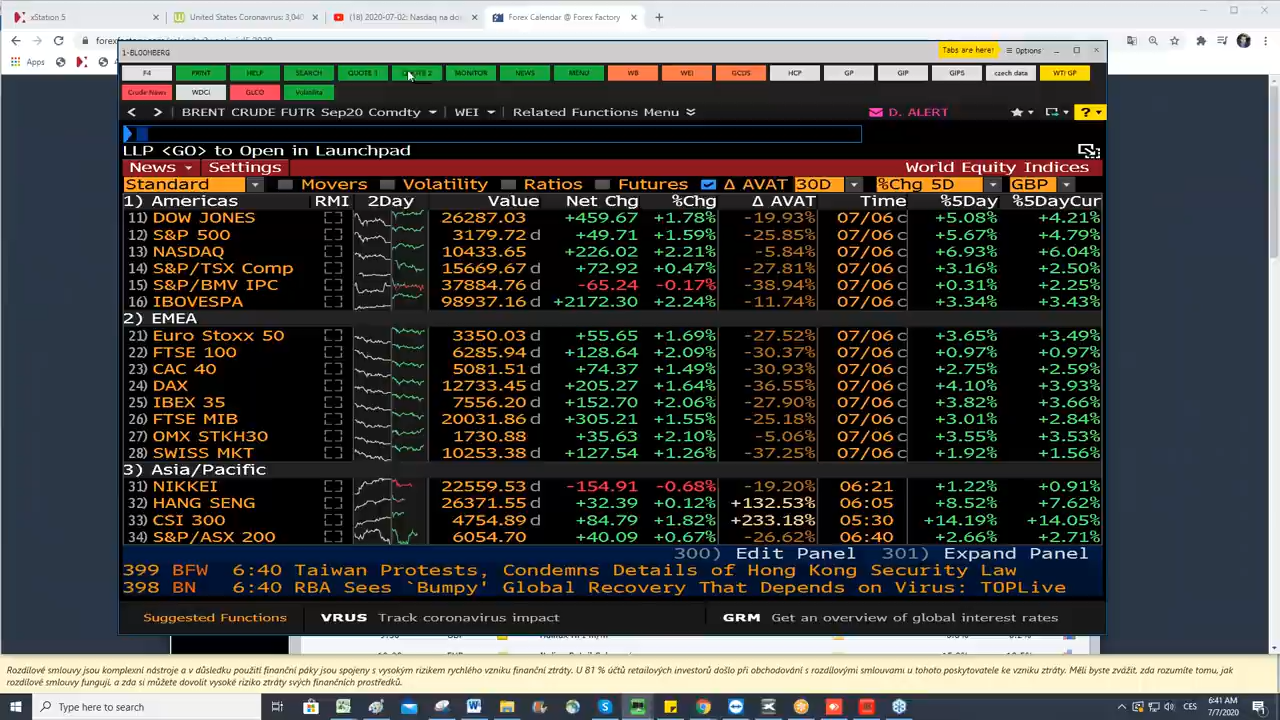 xStation 5
United States Coronavirus: 3,040
(18) 2020-07-02: Nasdaq na do
Forex Calendar @ Forex Factory
Apps
1-BLOOMBERG
Tabs are here!
Options
F4 PRINT HELP SEARCH QUOTE 1 QUOTE 2 MONITOR NEWS MENU WB WEI GCDS HCP GP GIP GIPS czech data WTI GP
Crude News WDCI GLCO Volatilita
BRENT CRUDE FUTR Sep20 Comdty WEI Related Functions Menu D. ALERT
LLP <GO> to Open in Launchpad
News Settings World Equity Indices
Standard Movers Volatility Ratios Futures Δ AVAT 30D %Chg 5D GBP
1) Americas RMI 2Day Value Net Chg %Chg Δ AVAT Time %5Day %5DayCur
11) DOW JONES 26287.03 +459.67 +1.78% -19.93% 07/06 c +5.08% +4.21%
12) S&P 500 3179.72 d +49.71 +1.59% -25.85% 07/06 c +5.67% +4.79%
13) NASDAQ 10433.65 +226.02 +2.21% -5.84% 07/06 c +6.93% +6.04%
14) S&P/TSX Comp 15669.67 d +72.92 +0.47% -27.81% 07/06 c +3.16% +2.50%
15) S&P/BMV IPC 37884.76 d -65.24 -0.17% -38.94% 07/06 c +0.31% +2.25%
16) IBOVESPA 98937.16 d +2172.30 +2.24% -11.74% 07/06 c +3.34% +3.43%
2) EMEA
21) Euro Stoxx 50 3350.03 d +55.65 +1.69% -27.52% 07/06 c +3.65% +3.49%
22) FTSE 100 6285.94 d +128.64 +2.09% -30.37% 07/06 c +0.97% +0.97%
23) CAC 40 5081.51 d +74.37 +1.49% -30.93% 07/06 c +2.75% +2.59%
24) DAX 12733.45 d +205.27 +1.64% -36.55% 07/06 c +4.10% +3.93%
25) IBEX 35 7556.20 d +152.70 +2.06% -27.90% 07/06 c +3.82% +3.66%
26) FTSE MIB 20031.86 d +305.21 +1.55% -25.18% 07/06 c +3.01% +2.84%
27) OMX STKH30 1730.88 +35.63 +2.10% -5.06% 07/06 c +3.55% +3.53%
28) SWISS MKT 10253.38 d +127.54 +1.26% -37.25% 07/06 c +1.92% +1.56%
3) Asia/Pacific
31) NIKKEI 22559.53 d -154.91 -0.68% -19.20% 06:21 +1.22% +0.91%
32) HANG SENG 26371.55 d +32.39 +0.12% +132.53% 06:05 +8.52% +7.62%
33) CSI 300 4754.89 d +84.79 +1.82% +233.18% 05:30 +14.19% +14.05%
34) S&P/ASX 200 6054.70 +40.09 +0.67% -26.62% 06:40 +2.66% +2.71%
300) Edit Panel 301) Expand Panel
399 BFW 6:40 Taiwan Protests, Condemns Details of Hong Kong Security Law
398 BN 6:40 RBA Sees `Bumpy' Global Recovery That Depends on Virus: TOPLive
Suggested Functions VRUS Track coronavirus impact GRM Get an overview of global interest rates
Rozdílové smlouvy jsou komplexní nástroje a v důsledku použití finanční páky jsou spojeny s vysokým rizikem rychlého vzniku finanční ztráty. U 81 % účtů retailových investorů došlo při obchodování s rozdílovými smlouvami u tohoto poskytovatele ke vzniku ztráty. Měli byste zvážit, zda rozumíte tomu, jak
rozdílové smlouvy fungují, a zda si můžete dovolit vysoké riziko ztráty svých finančních prostředků.
Type here to search
CES
6:41 AM
7/7/2020